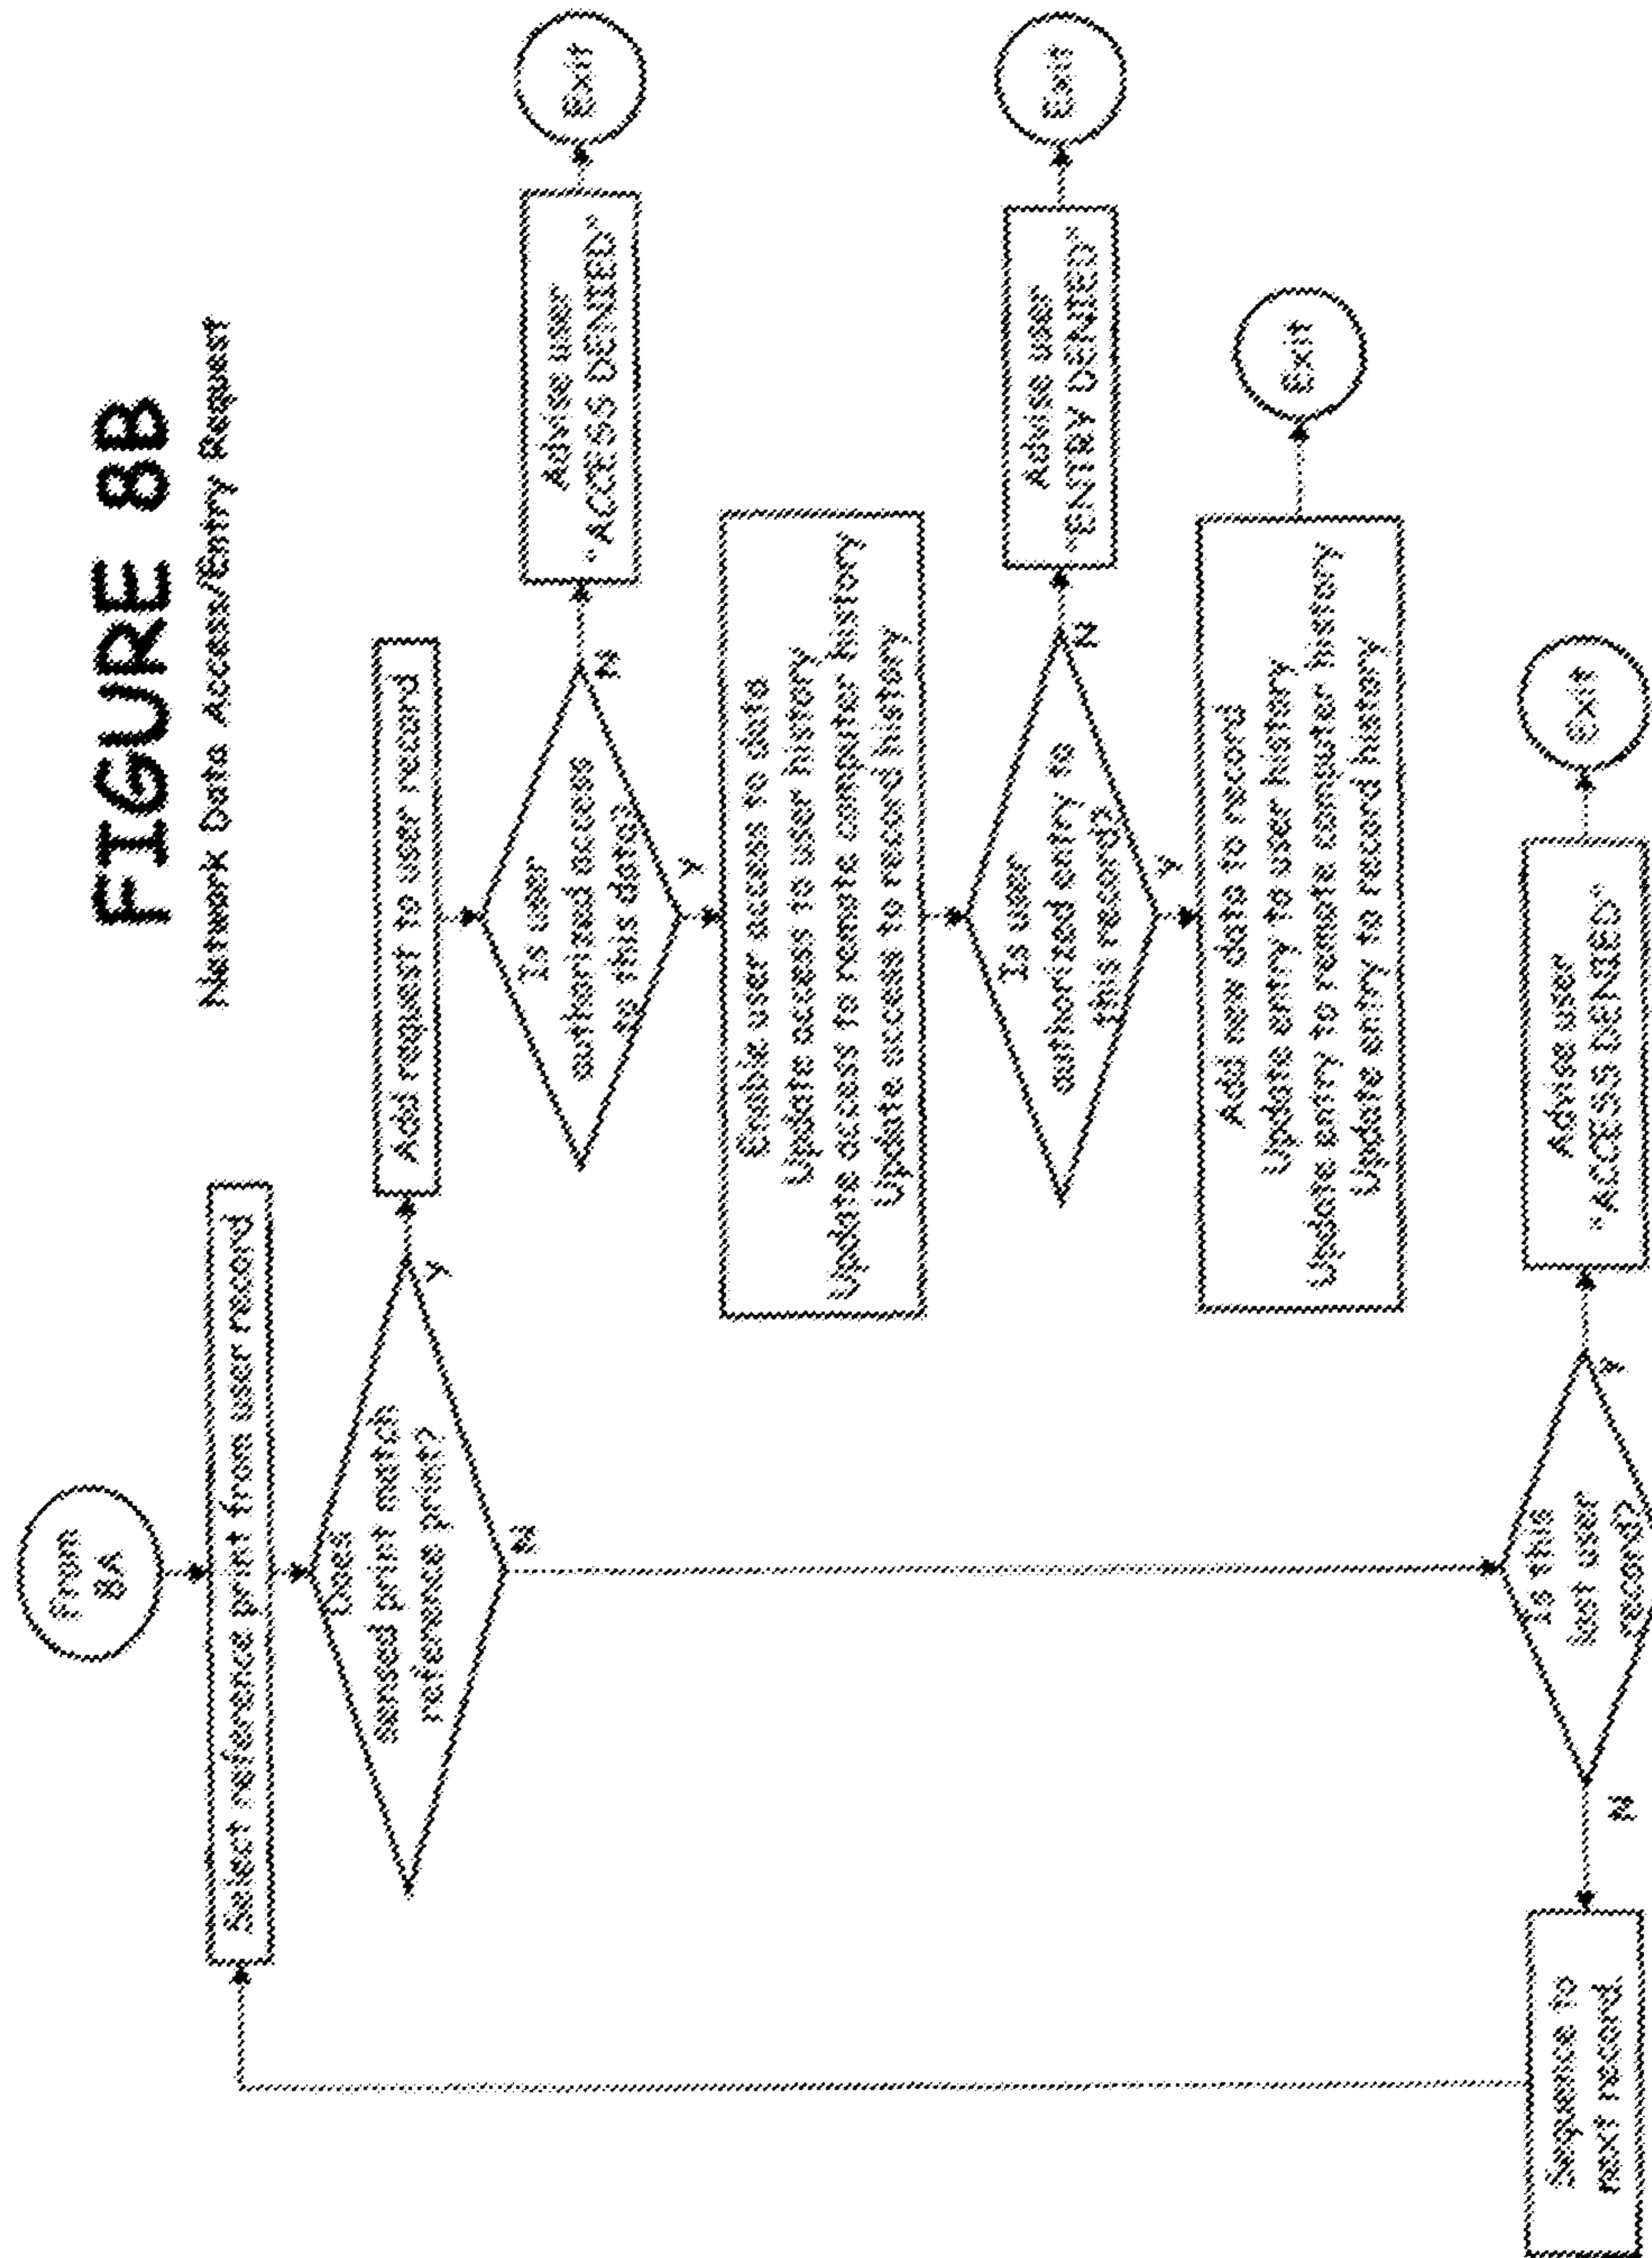 FIGURE 8B
Network Data Access/Entry Request
From
8A
Select reference print from user record
Does
sensed print match
reference print?
Y
N
Add request to user record
Is user
authorized access
to this data?
N
Y
Advise user
"ACCESS DENIED"
Exit
Enable user access to data
Update access to user history
Update access to remote computer history
Update access to record history
Is user
authorized entry to
this record?
N
Y
Advise user
"ENTRY DENIED"
Exit
Add new data to record
Update entry to user history
Update entry to remote computer history
Update entry to record history
Exit
Is this
last user
record?
Y
N
Advise user
"ACCESS DENIED"
Exit
Sequence to
next record.